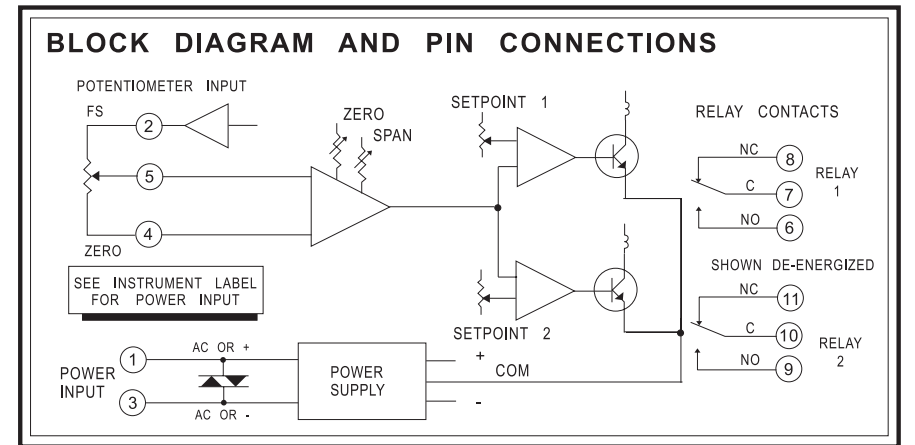 BLOCK DIAGRAM AND PIN CONNECTIONS
POTENTIOMETER INPUT
FS
2
5
4
ZERO
ZERO
SPAN
SETPOINT 1
SETPOINT 2
RELAY CONTACTS
NC
8
C
7
NO
6
RELAY
1
SHOWN DE-ENERGIZED
NC
11
C
10
NO
9
RELAY
2
SEE INSTRUMENT LABEL
FOR POWER INPUT
POWER
INPUT
1
AC OR +
3
AC OR -
POWER
SUPPLY
+
COM
-